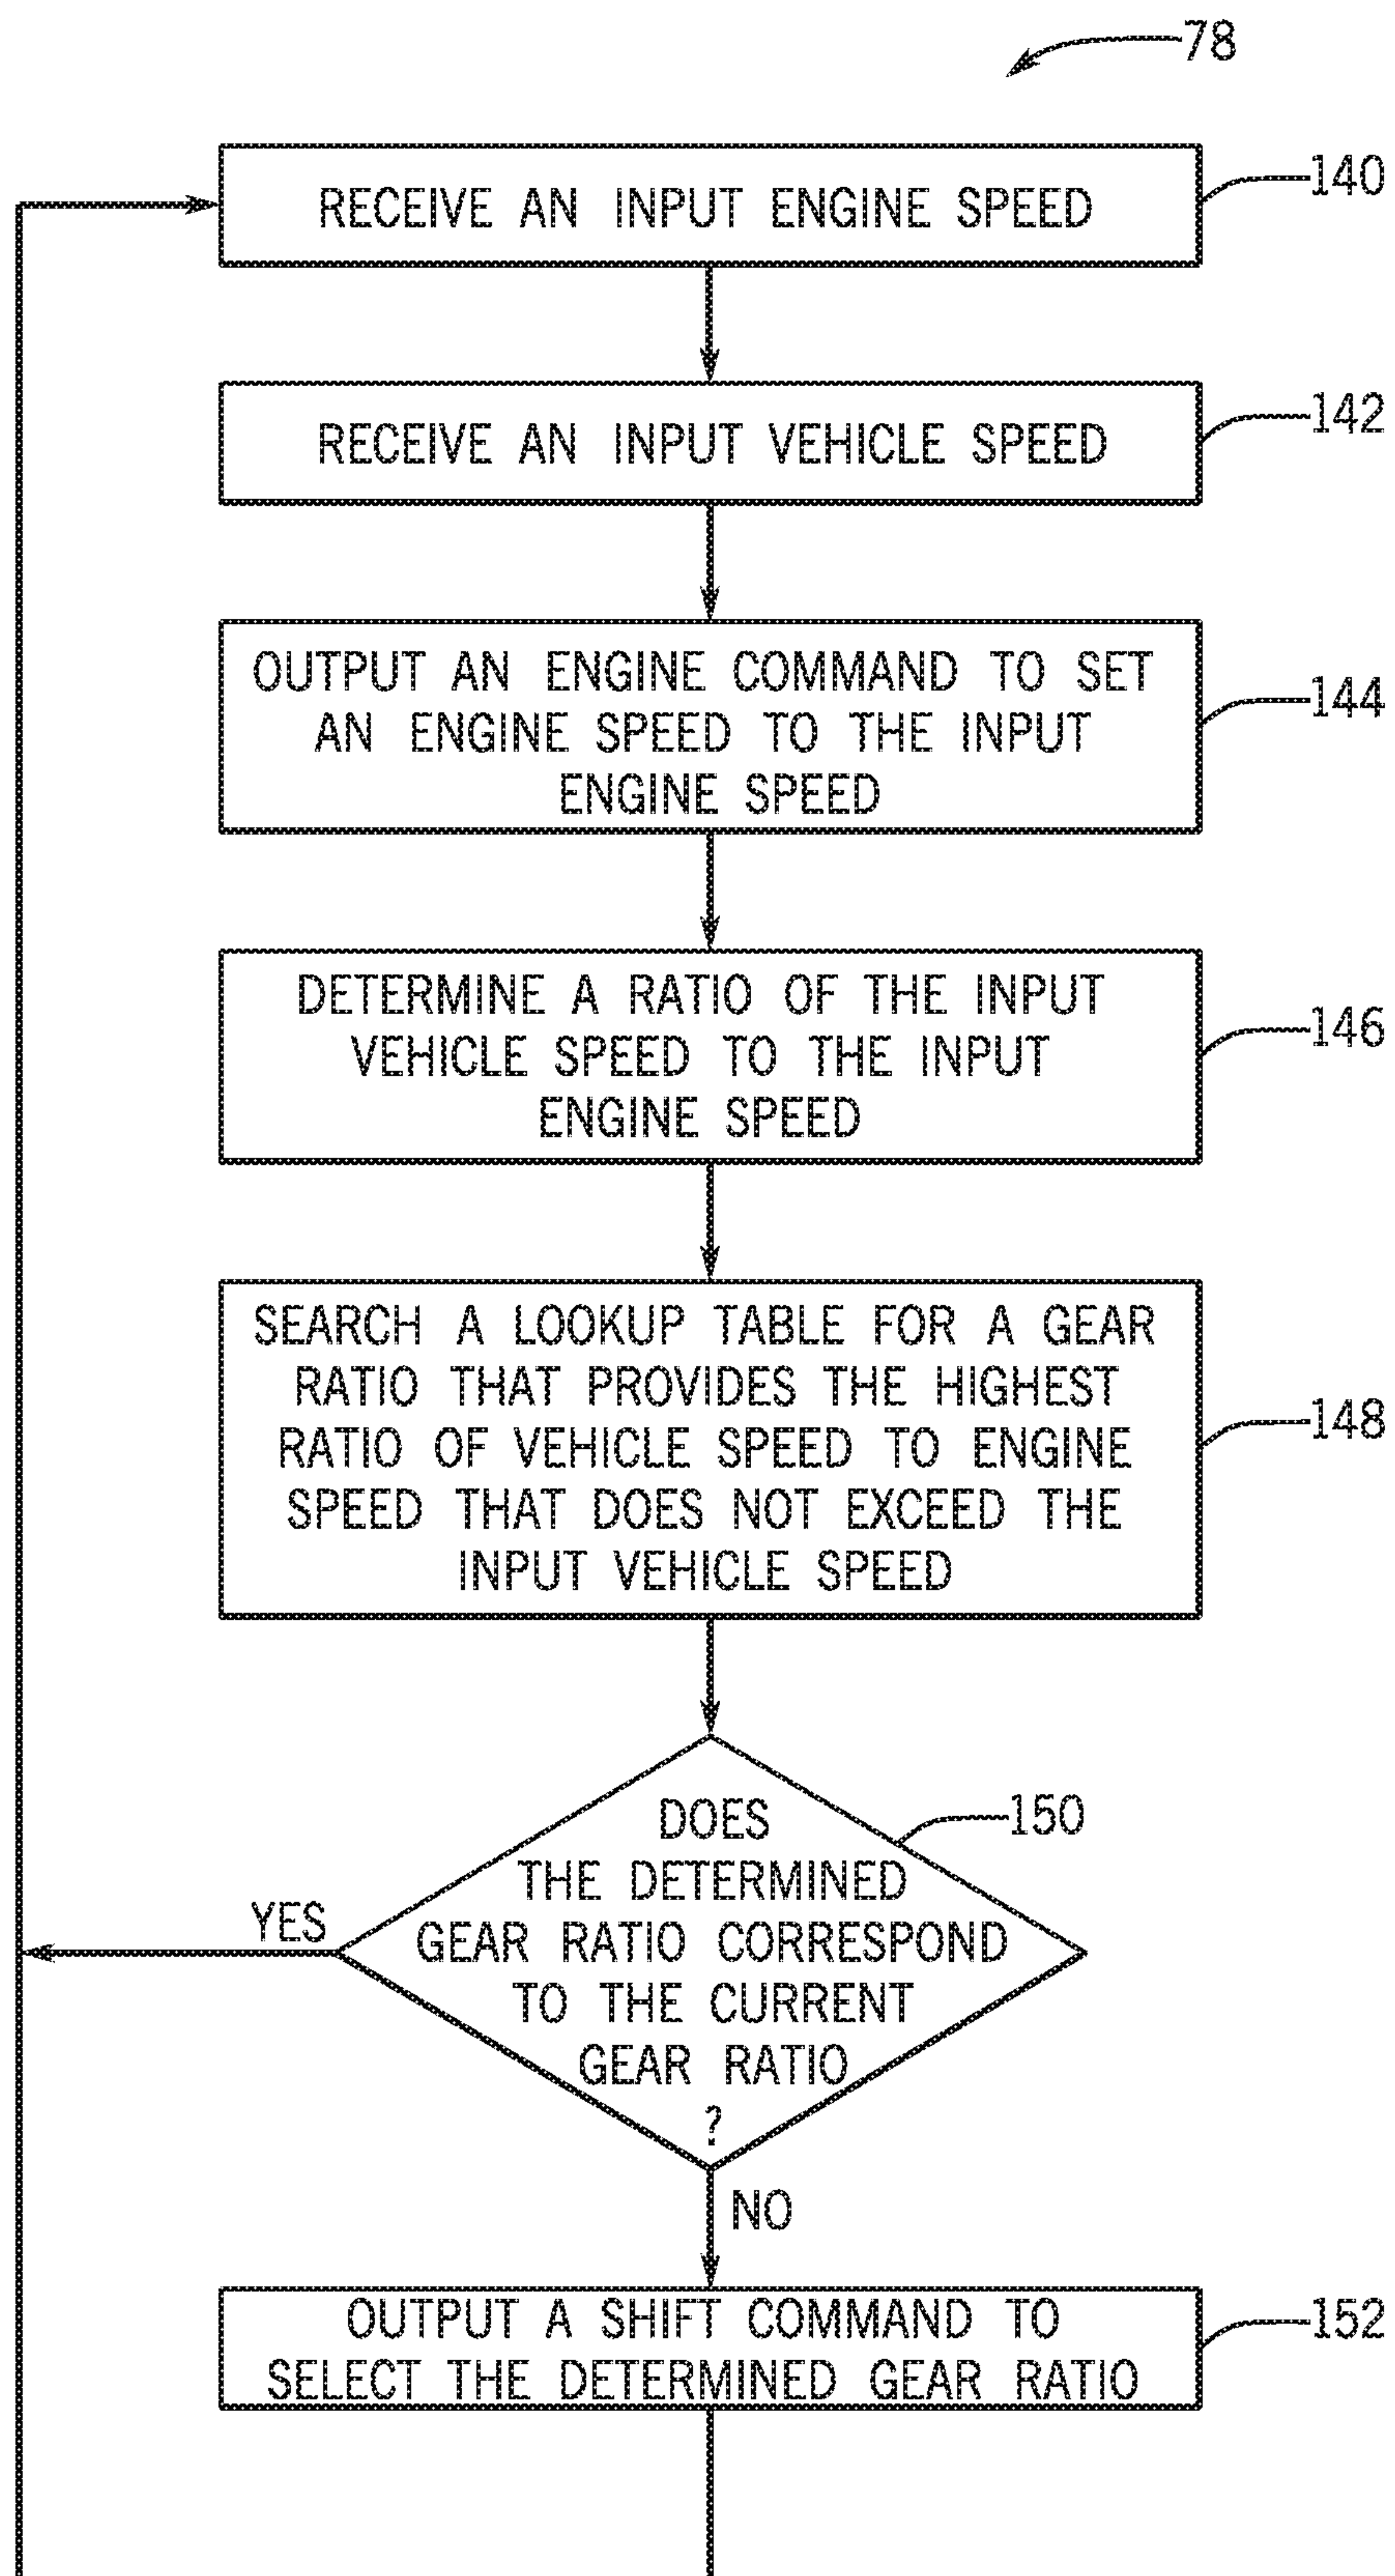 78
RECEIVE AN INPUT ENGINE SPEED
140
RECEIVE AN INPUT VEHICLE SPEED
142
OUTPUT AN ENGINE COMMAND TO SET
AN ENGINE SPEED TO THE INPUT
ENGINE SPEED
144
DETERMINE A RATIO OF THE INPUT
VEHICLE SPEED TO THE INPUT
ENGINE SPEED
146
SEARCH A LOOKUP TABLE FOR A GEAR
RATIO THAT PROVIDES THE HIGHEST
RATIO OF VEHICLE SPEED TO ENGINE
SPEED THAT DOES NOT EXCEED THE
INPUT VEHICLE SPEED
148
DOES
THE DETERMINED
GEAR RATIO CORRESPOND
TO THE CURRENT
GEAR RATIO
?
150
YES
NO
OUTPUT A SHIFT COMMAND TO
SELECT THE DETERMINED GEAR RATIO
152